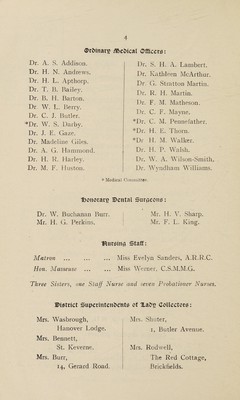 4
Ordinary Medical Officers:
Dr. A. S. Addison.
Dr. H. N. Andrews.
Dr. H. L. Apthorp.
Dr. T. B. Bailey.
Dr. B. H. Barton.
Dr. W. L. Berry.
Dr. C. J. Butler.
*Dr. W. S. Darby.
Dr. J. E. Gaze.
Dr. Madeline Giles.
Dr. A. G. Hammond.
Dr. H. R. Harley.
Dr. M. F. Huston.
Dr. S. H. A. Lambert.
Dr. Kathleen McArthur.
Dr. G. Stratton Martin.
Dr. R. H. Martin.
Dr. F. M. Matheson.
Dr. C. F. Mayne.
*Dr. C. M. Pennefather.
*Dr. H. E. Thorn.
*Dr. H. M. Walker.
Dr. H. P. Walsh.
Dr. W. A. Wilson-Smith.
Dr. Wyndham Williams.
* Medical Committee.
Honorary Dental Surgeons:
Dr. W. Buchanan Burr.
Mr. H. G. Perkins.
Mr. H. V. Sharp.
Mr. F. L. King.
Nursing Staff:
Matron ... ... ... Miss Evelyn Sanders, A.R.R.C.
Hon. Masseuse ... ... Miss Werner, C.S.M.M.G.
Three Sisters, one Staff Nurse and seven Probationer Nurses.
District Superintendents of Lady Collectors:
Mrs. Wasbrough,
Hanover Lodge.
Mrs. Bennett,
St. Keverne.
Mrs. Burr,
14, Gerard Road.
Mrs. Slater,
1, Butler Avenue.
Mrs. Rodwell,
The Red Cottage,
Brickfields.